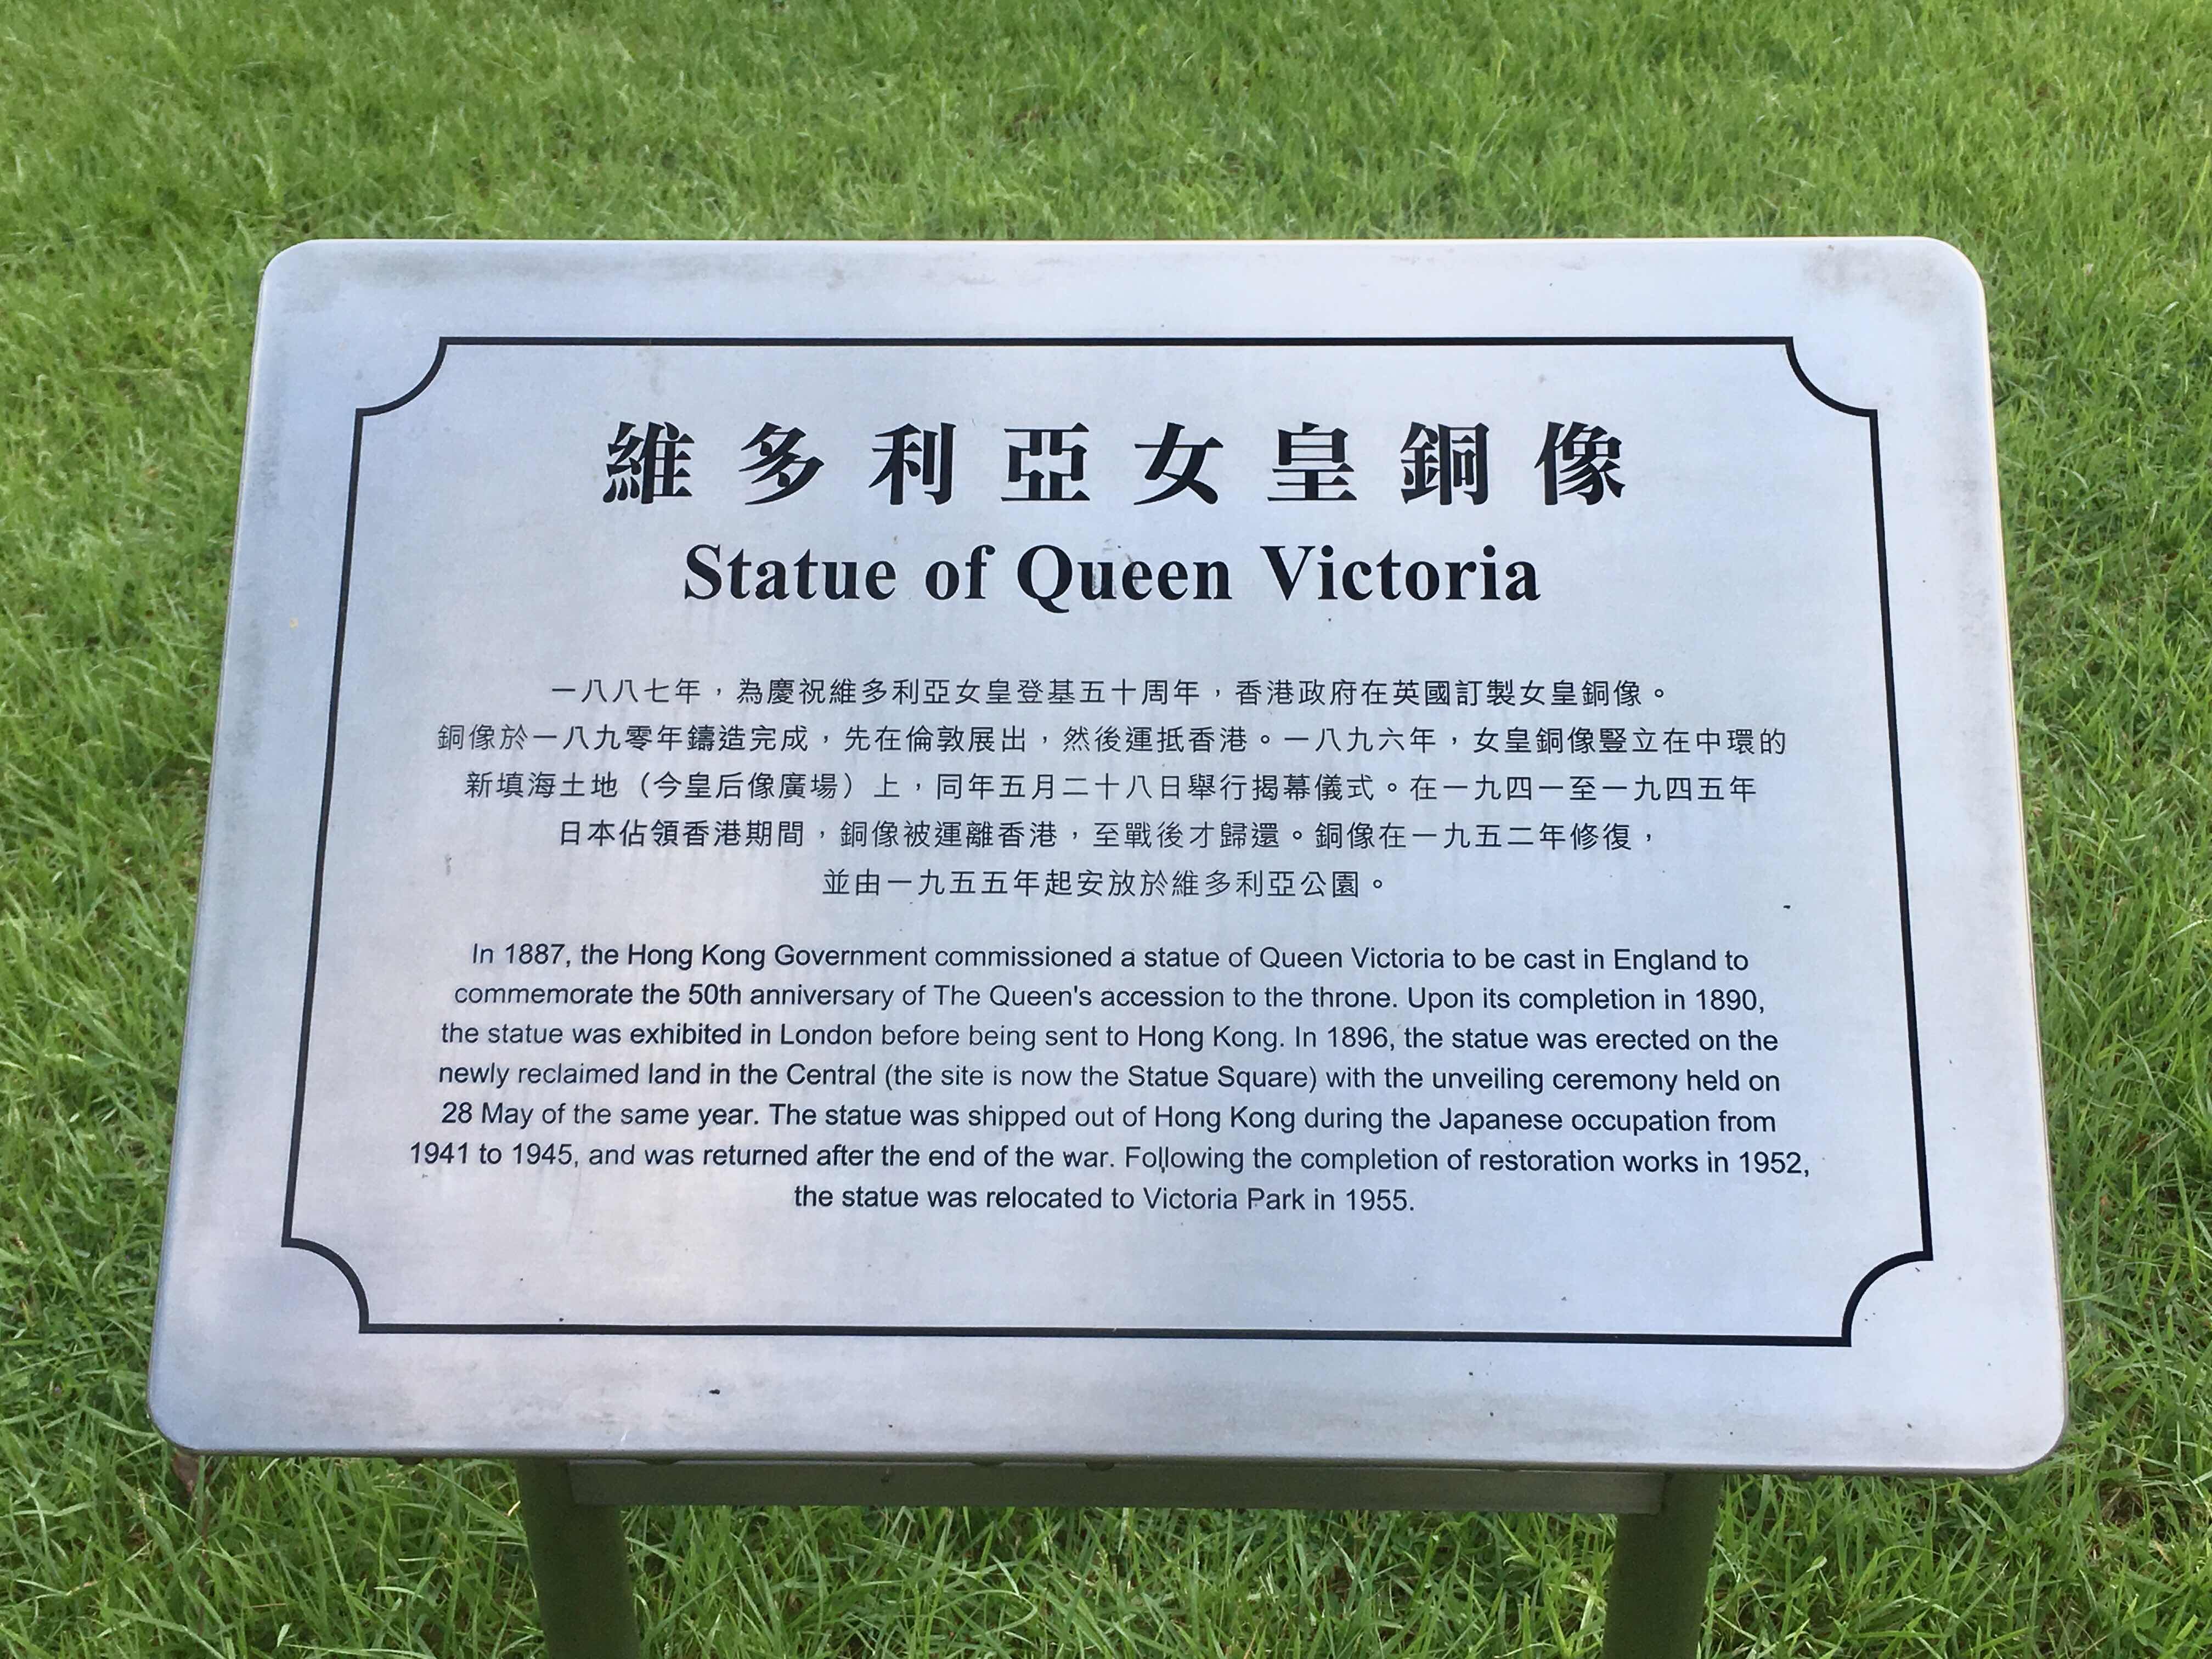 維多利亞女皇銅像
Statue of Queen Victoria
一八八七年，為慶祝維多利亞女皇登基五十周年，香港政府在英國訂製女皇銅像。
銅像於一八九零年鑄造完成，先在倫敦展出，然後運抵香港。一八九六年，女皇銅像豎立在中環的
新填海土地（今皇后像廣場）上，同年五月二十八日舉行揭幕儀式。在一九四一至一九四五年
日本佔領香港期間，銅像被運離香港，至戰後才歸還。銅像在一九五二年修復，
並由一九五五年起安放於維多利亞公園。
In 1887, the Hong Kong Government commissioned a statue of Queen Victoria to be cast in England to
commemorate the 50th anniversary of The Queen's accession to the throne. Upon its completion in 1890,
the statue was exhibited in London before being sent to Hong Kong. In 1896, the statue was erected on the
newly reclaimed land in the Central (the site is now the Statue Square) with the unveiling ceremony held on
28 May of the same year. The statue was shipped out of Hong Kong during the Japanese occupation from
1941 to 1945, and was returned after the end of the war. Following the completion of restoration works in 1952,
the statue was relocated to Victoria Park in 1955.